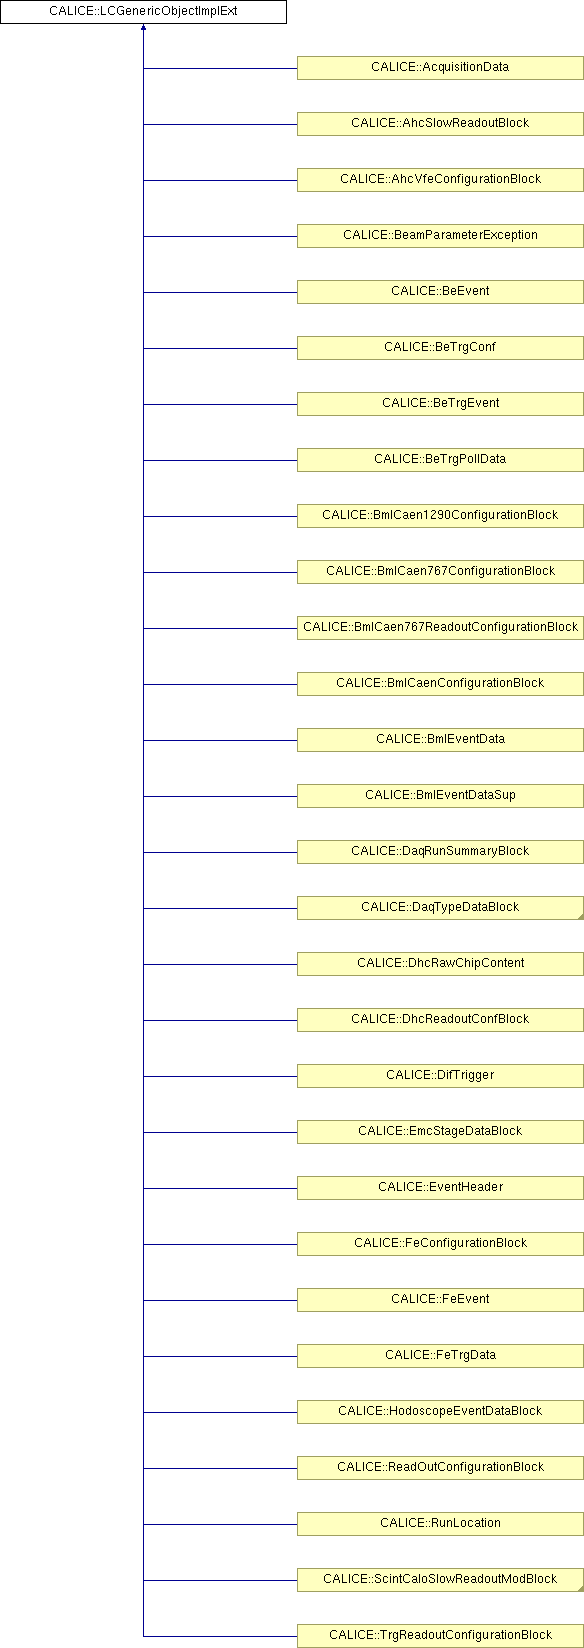 CALICE::LCGenericObjectImplExt
CALICE::AcquisitionData
CALICE::AhcSlowReadoutBlock
CALICE::AhcVfeConfigurationBlock
CALICE::BeamParameterException
CALICE::BeEvent
CALICE::BeTrgConf
CALICE::BeTrgEvent
CALICE::BeTrgPollData
CALICE::BmlCaen1290ConfigurationBlock
CALICE::BmlCaen767ConfigurationBlock
CALICE::BmlCaen767ReadoutConfigurationBlock
CALICE::BmlCaenConfigurationBlock
CALICE::BmlEventData
CALICE::BmlEventDataSup
CALICE::DaqRunSummaryBlock
CALICE::DaqTypeDataBlock
CALICE::DhcRawChipContent
CALICE::DhcReadoutConfBlock
CALICE::DifTrigger
CALICE::EmcStageDataBlock
CALICE::EventHeader
CALICE::FeConfigurationBlock
CALICE::FeEvent
CALICE::FeTrgData
CALICE::HodoscopeEventDataBlock
CALICE::ReadOutConfigurationBlock
CALICE::RunLocation
CALICE::ScintCaloSlowReadoutModBlock
CALICE::TrgReadoutConfigurationBlock